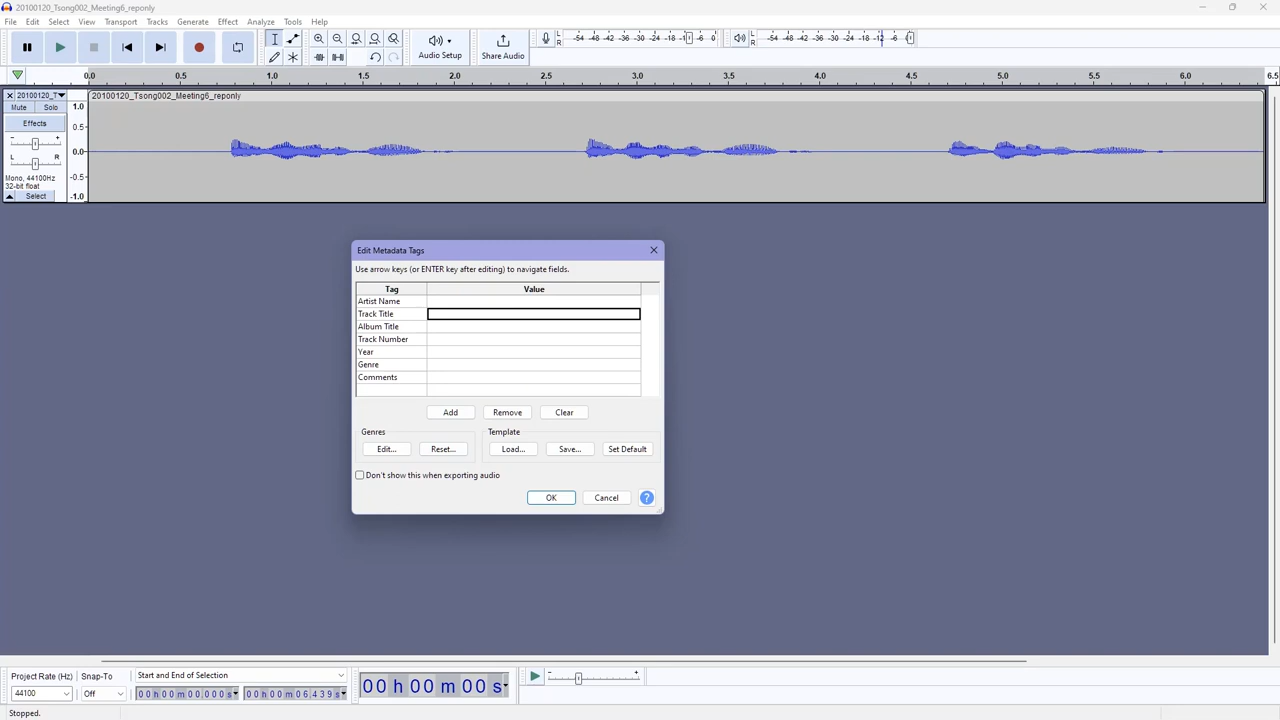 20100120_Tsong002_Meeting6_reponly
File Edit Select View Transport Tracks Generate Effect Analyze Tools Help
L R -54 -48 -42 -36 -30 -24 -18 -12 -6 0 L R -54 -48 -42 -36 -30 -24 -18 -12 -6 0
Audio Setup Share Audio
0.0 0.5 1.0 1.5 2.0 2.5 3.0 3.5 4.0 4.5 5.0 5.5 6.0 6.5
20100120_T 20100120_Tsong002_Meeting6_reponly
Mute Solo 1.0
Effects 0.5
- + 0.0
L R -0.5
Mono, 44100Hz
32-bit float
Select -1.0
Edit Metadata Tags
Use arrow keys (or ENTER key after editing) to navigate fields.
Tag Value
Artist Name
Track Title
Album Title
Track Number
Year
Genre
Comments
Add Remove Clear
Genres Template
Edit... Reset... Load... Save... Set Default
Don't show this when exporting audio
OK Cancel ?
Project Rate (Hz) Snap-To Start and End of Selection
44100 Off 00 h 00 m 00.000 s 00 h 00 m 06.439 s 00 h 00 m 00 s - +
Stopped.